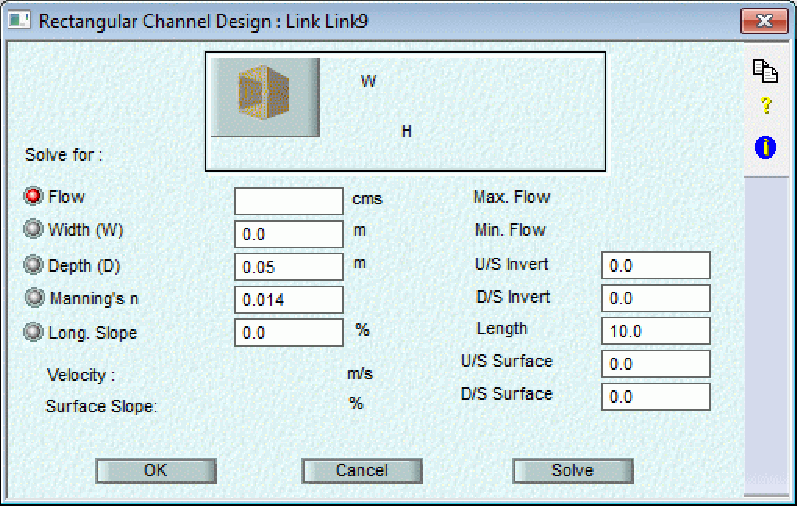 Rectangular Channel Design : Link Link9
W
H
?
i
Solve for :
Flow cms Max. Flow
Width (W) 0.0 m Min. Flow
Depth (D) 0.05 m U/S Invert 0.0
Manning's n 0.014 D/S Invert 0.0
Long. Slope 0.0 % Length 10.0
Velocity : m/s U/S Surface 0.0
Surface Slope: % D/S Surface 0.0
OK Cancel Solve